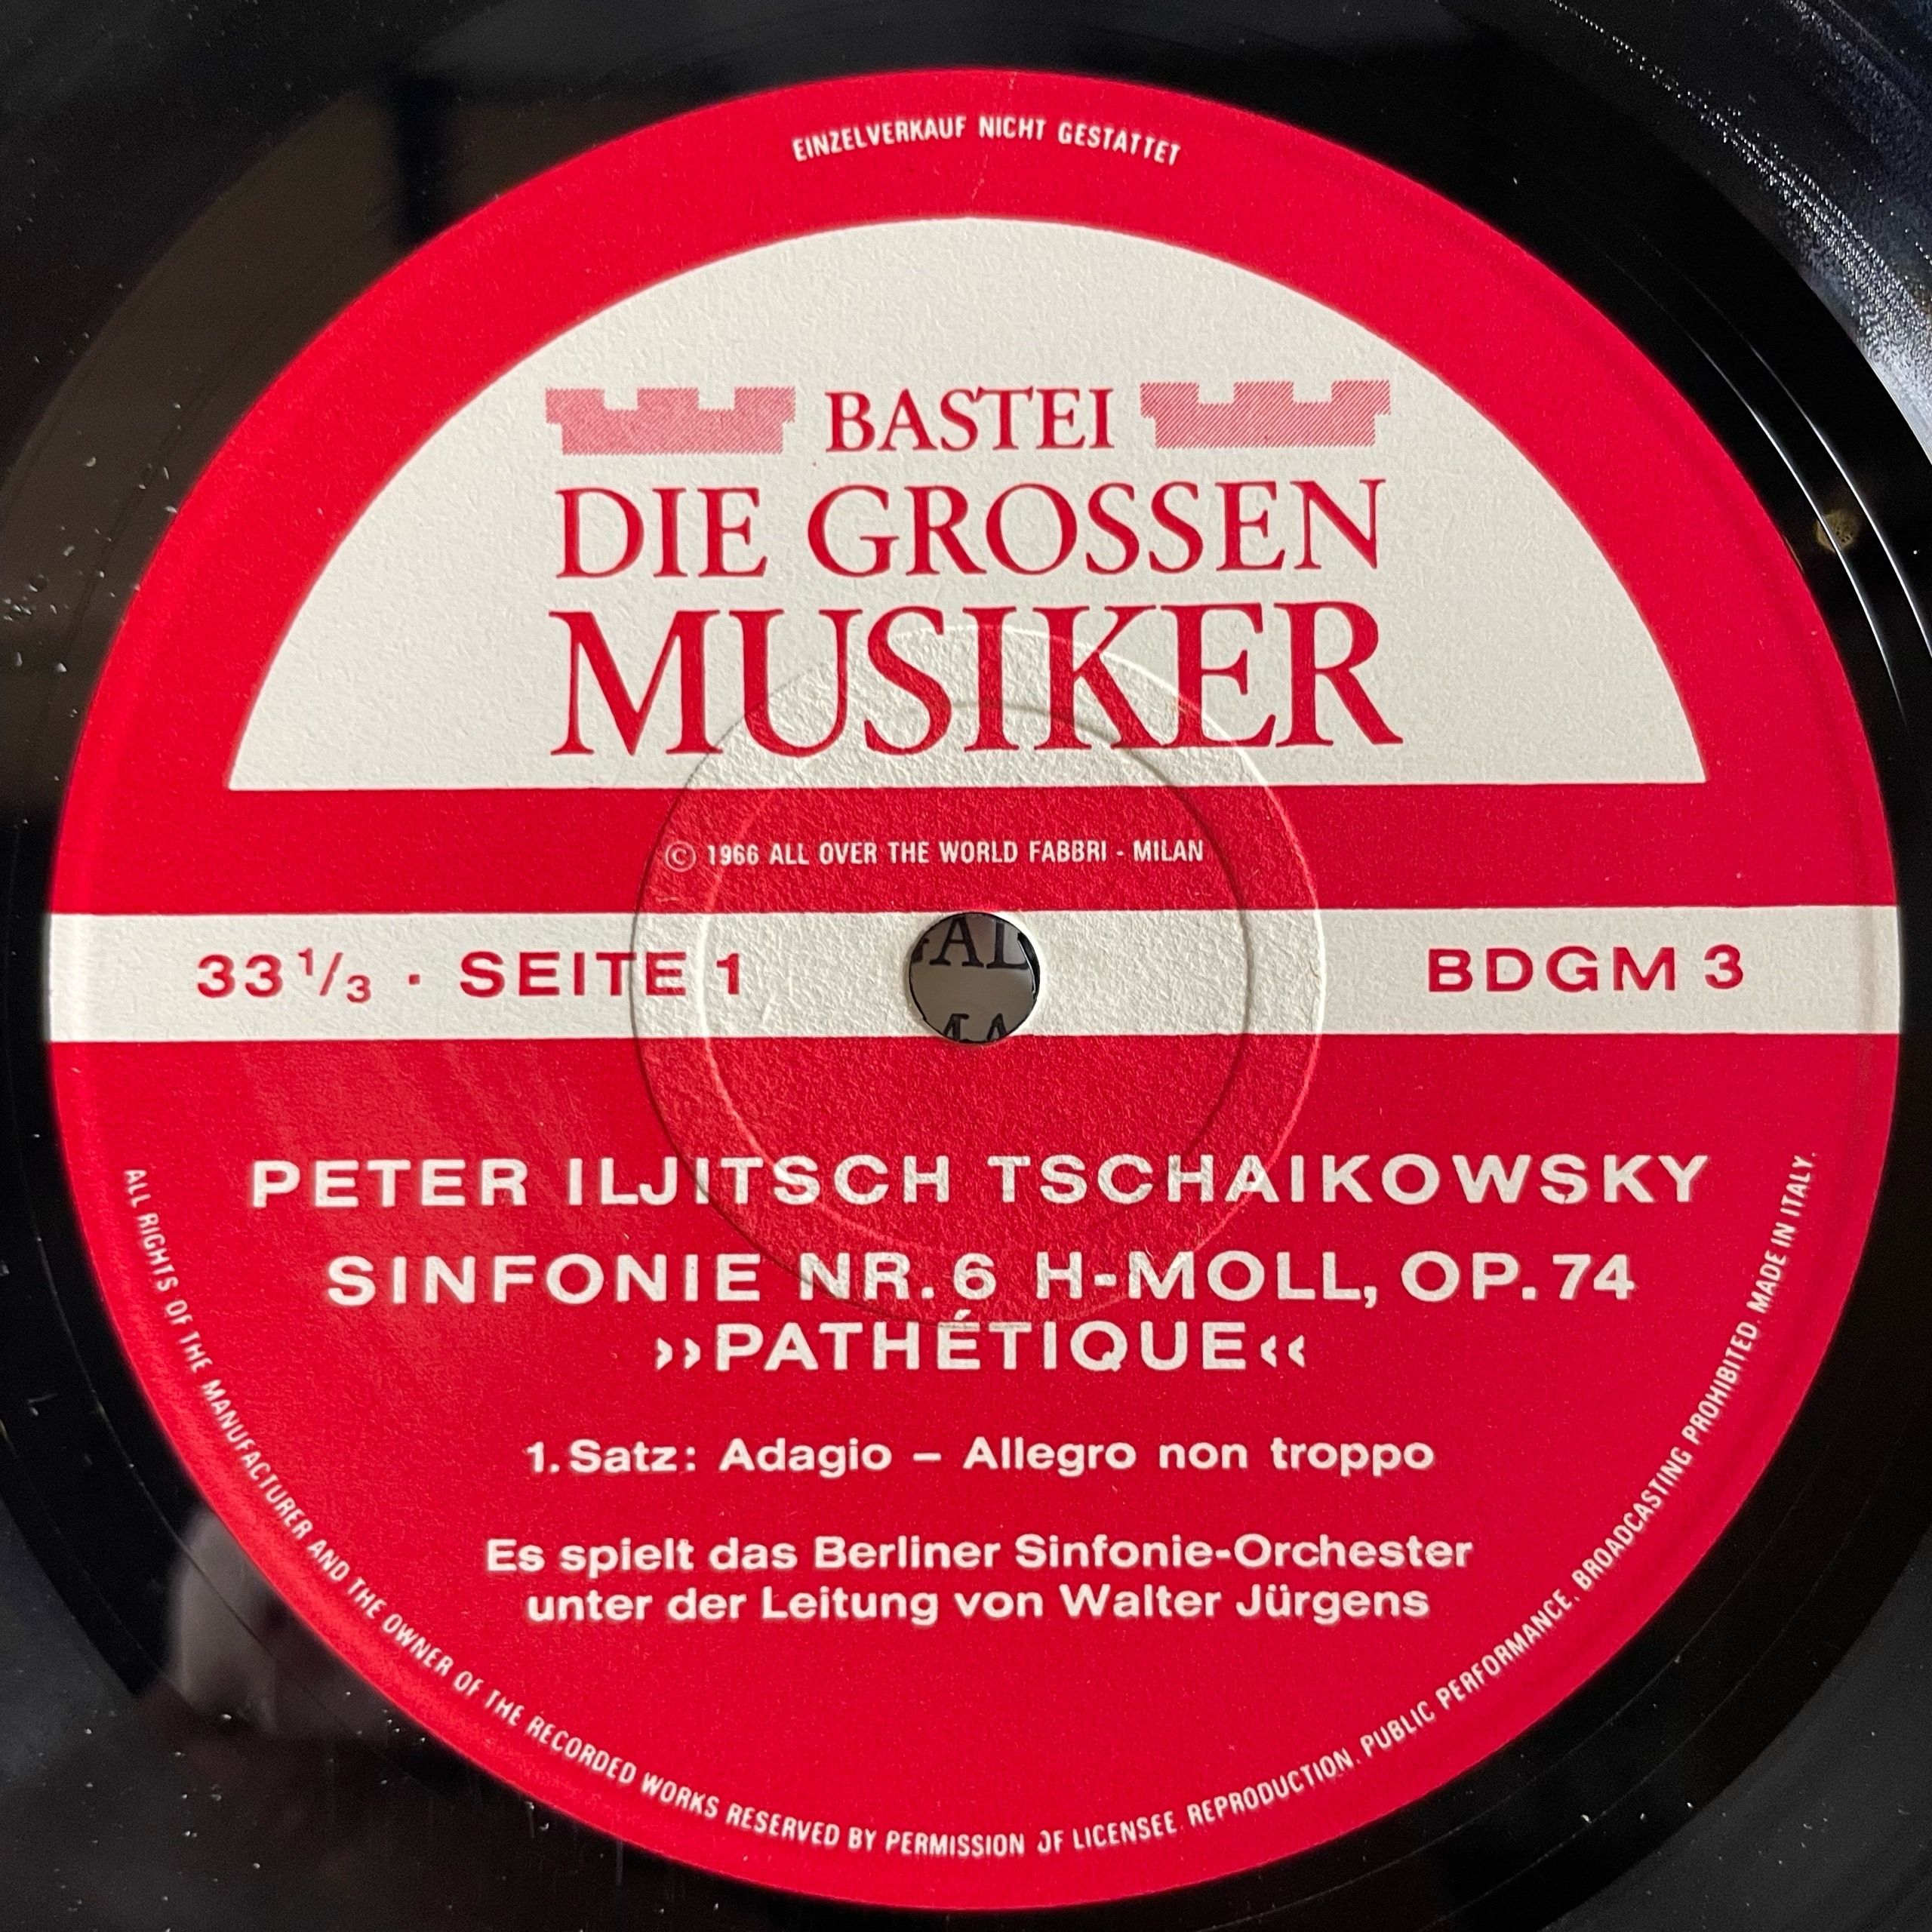 EINZELVERKAUF NICHT GESTATTET
BASTEI
DIE GROSSEN
MUSIKER
© 1966 ALL OVER THE WORLD FABBRI - MILAN
33 1/3 · SEITE 1
BDGM 3
PETER ILJITSCH TSCHAIKOWSKY
SINFONIE NR. 6 H-MOLL, OP. 74
››PATHÉTIQUE‹‹
1. Satz: Adagio – Allegro non troppo
Es spielt das Berliner Sinfonie-Orchester
unter der Leitung von Walter Jürgens
ALL RIGHTS OF THE MANUFACTURER AND THE OWNER OF THE RECORDED WORKS RESERVED BY PERMISSION OF LICENSEE. REPRODUCTION. PUBLIC PERFORMANCE. BROADCASTING PROHIBITED. MADE IN ITALY.